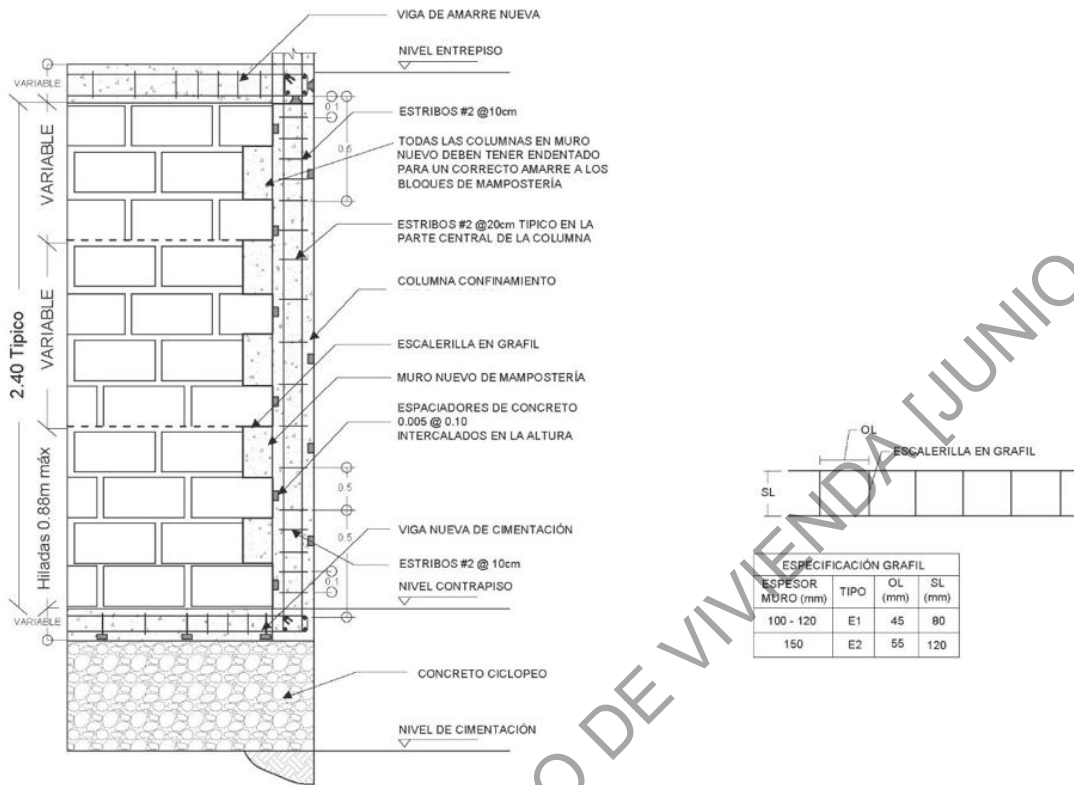 VIGA DE AMARRE NUEVA
NIVEL ENTREPISO
VARIABLE
0.1
ESTRIBOS #2 @10cm
0.5
TODAS LAS COLUMNAS EN MURO
NUEVO DEBEN TENER ENDENTADO
PARA UN CORRECTO AMARRE A LOS
BLOQUES DE MAMPOSTERÍA
VARIABLE
ESTRIBOS #2 @20cm TIPICO EN LA
PARTE CENTRAL DE LA COLUMNA
COLUMNA CONFINAMIENTO
VARIABLE
2.40 Tipico
ESCALERILLA EN GRAFIL
MURO NUEVO DE MAMPOSTERÍA
ESPACIADORES DE CONCRETO
0.005 @ 0.10
INTERCALADOS EN LA ALTURA
Hiladas 0.88m máx
0.5
0.5
VIGA NUEVA DE CIMENTACIÓN
ESTRIBOS #2 @ 10cm
0.1
NIVEL CONTRAPISO
VARIABLE
CONCRETO CICLOPEO
NIVEL DE CIMENTACIÓN
OL
ESCALERILLA EN GRAFIL
SL
ESPECIFICACIÓN GRAFIL
ESPESOR MURO (mm) TIPO OL (mm) SL (mm)
100 - 120 E1 45 80
150 E2 55 120
O DE VIVIENDA [JUNIO